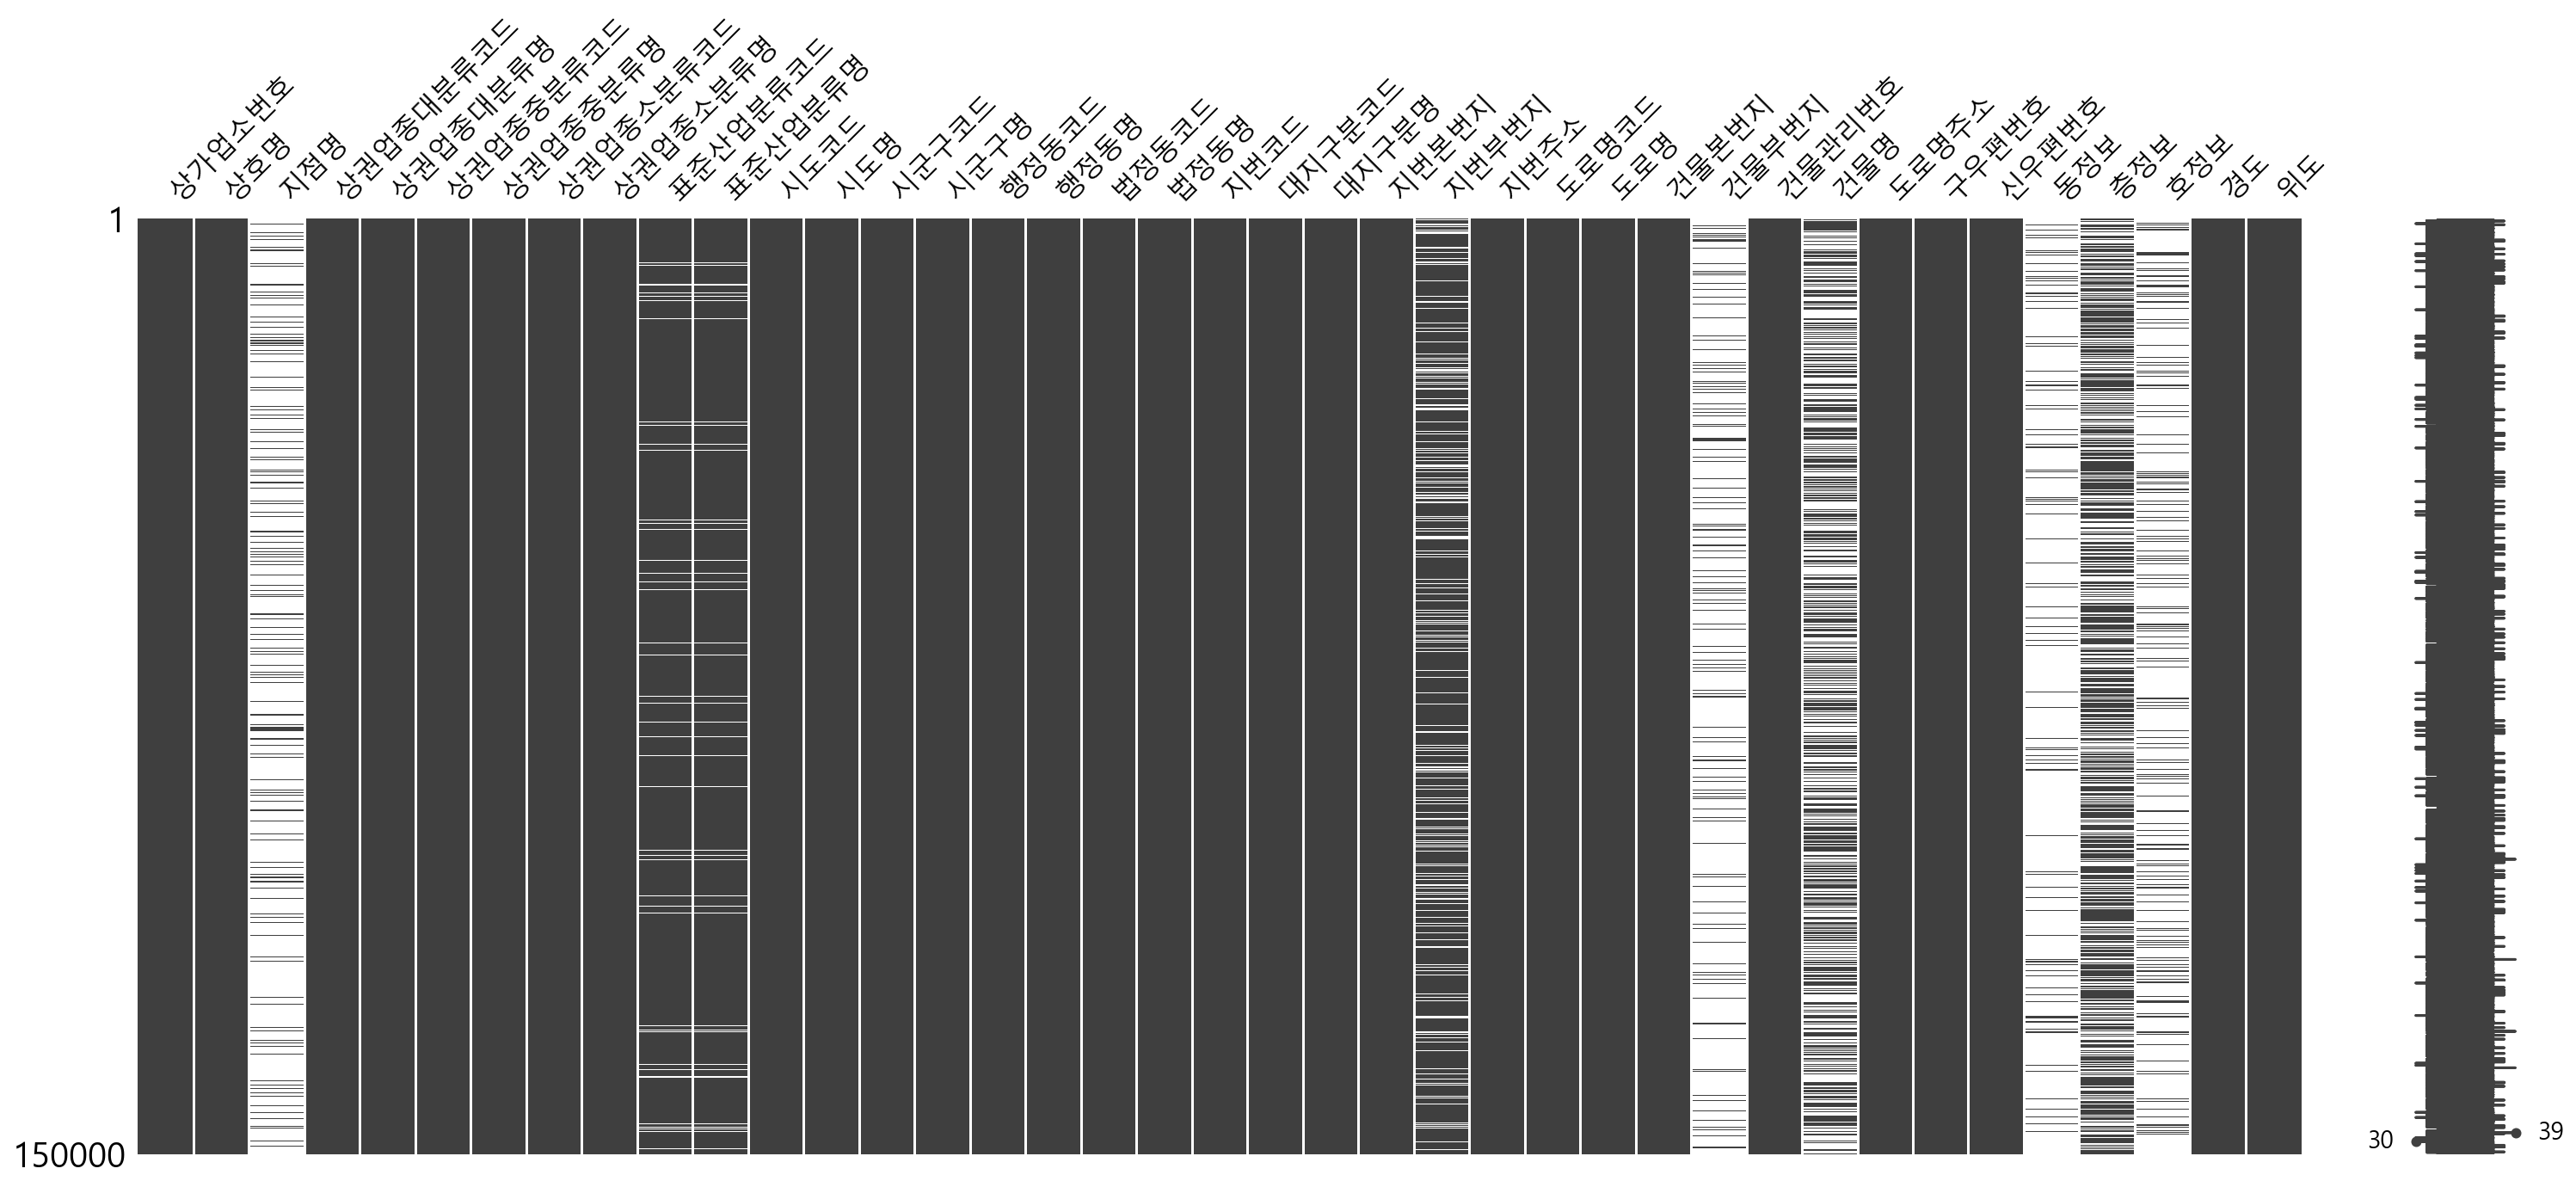 상가업소번호
상호명
지점명
상권업종대분류코드
상권업종대분류명
상권업종중분류코드
상권업종중분류명
상권업종소분류코드
상권업종소분류명
표준산업분류코드
표준산업분류명
시도코드
시도명
시군구코드
시군구명
행정동코드
행정동명
법정동코드
법정동명
지번코드
대지구분코드
대지구분명
지번본번지
지번부번지
지번주소
도로명코드
도로명
건물본번지
건물부번지
건물관리번호
건물명
도로명주소
구우편번호
신우편번호
동정보
층정보
호정보
경도
위도
1
150000
30
39